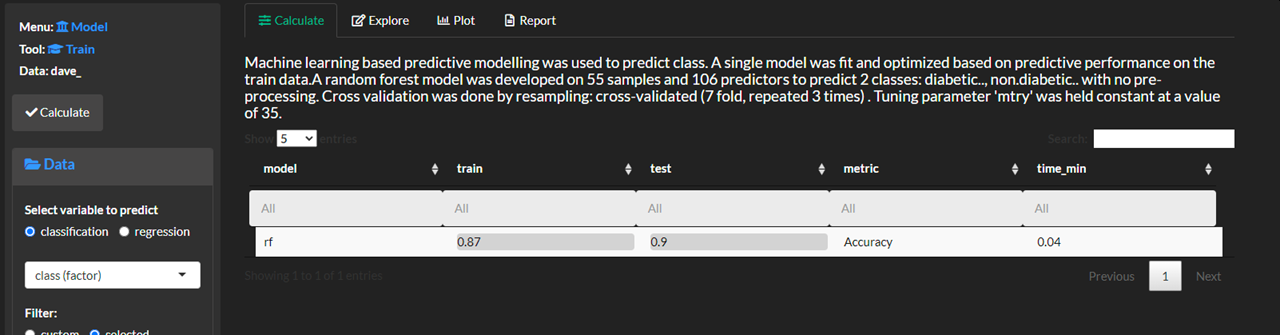 Menu: Model
Tool: Train
Data: dave_
Calculate
Data
Select variable to predict
classification regression
class (factor)
Filter:
custom selected
Calculate Explore Plot Report
Machine learning based predictive modelling was used to predict class. A single model was fit and optimized based on predictive performance on the
train data.A random forest model was developed on 55 samples and 106 predictors to predict 2 classes: diabetic.., non.diabetic.. with no pre-
processing. Cross validation was done by resampling: cross-validated (7 fold, repeated 3 times) . Tuning parameter 'mtry' was held constant at a value
of 35.
Show 5 entries Search:
model train test metric time_min
All All All All All
rf 0.87 0.9 Accuracy 0.04
Showing 1 to 1 of 1 entries Previous 1 Next